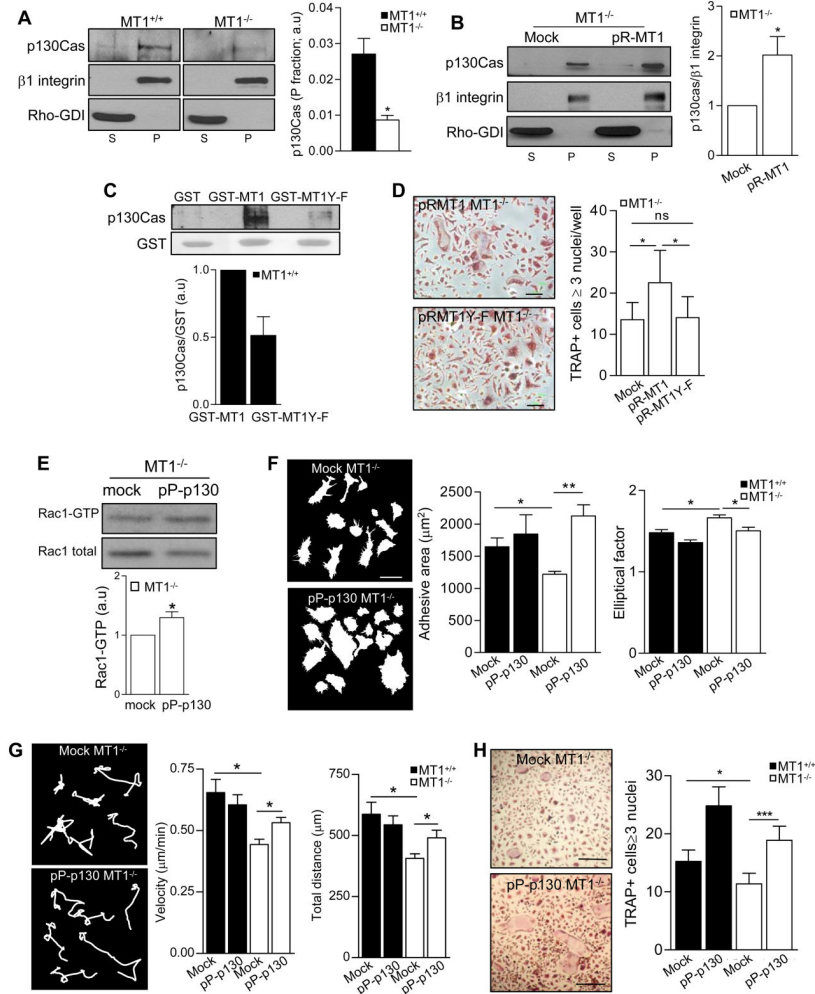 A
MT1+/+ MT1-/-
p130Cas
β1 integrin
Rho-GDI
S P S P
p130Cas (P fraction; a.u)
0.04
0.03
0.02
0.01
0.00
MT1+/+
MT1-/-
*
B
MT1-/-
Mock pR-MT1
p130Cas
β1 integrin
Rho-GDI
S P S P
p130cas/β1 integrin
3
2
1
0
MT1-/-
*
Mock
pR-MT1
C
GST GST-MT1 GST-MT1Y-F
p130Cas
GST
p130Cas/GST (a.u)
1.0
0.5
0.0
MT1+/+
GST-MT1 GST-MT1Y-F
D
pRMT1 MT1-/-
pRMT1Y-F MT1-/-
TRAP+ cells ≥ 3 nuclei/well
40
30
20
10
0
MT1-/-
ns
* *
Mock
pR-MT1
pR-MT1Y-F
E
MT1-/-
mock pP-p130
Rac1-GTP
Rac1 total
Rac1-GTP (a.u)
2
1
0
MT1-/-
*
mock pP-p130
F
Mock MT1-/-
pP-p130 MT1-/-
Adhesive area (μm2)
2500
2000
1500
1000
500
0
* **
Mock
pP-p130
Mock
pP-p130
Elliptical factor
2
1
0
MT1+/+
MT1-/-
* *
Mock
pP-p130
Mock
pP-p130
G
Mock MT1-/-
pP-p130 MT1-/-
Velocity (μm/min)
0.75
0.50
0.25
0.00
*
*
Mock
pP-p130
Mock
pP-p130
Total distance (μm)
750
500
250
0
MT1+/+
MT1-/-
*
*
Mock
pP-p130
Mock
pP-p130
H
Mock MT1-/-
pP-p130 MT1-/-
TRAP+ cells≥3 nuclei
30
20
10
0
MT1+/+
MT1-/-
*
***
Mock
pP-p130
Mock
pP-p130